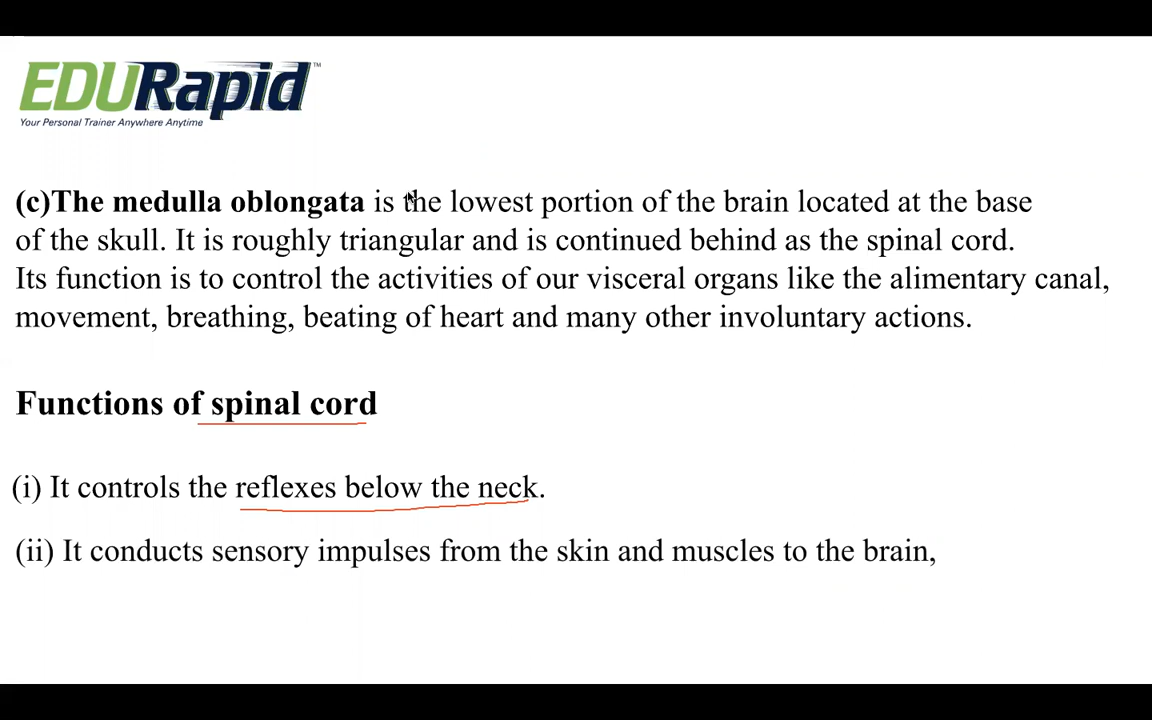 EDURapid™
Your Personal Trainer Anywhere Anytime
(c)The medulla oblongata is the lowest portion of the brain located at the base
of the skull. It is roughly triangular and is continued behind as the spinal cord.
Its function is to control the activities of our visceral organs like the alimentary canal,
movement, breathing, beating of heart and many other involuntary actions.
Functions of spinal cord
(i) It controls the reflexes below the neck.
(ii) It conducts sensory impulses from the skin and muscles to the brain,